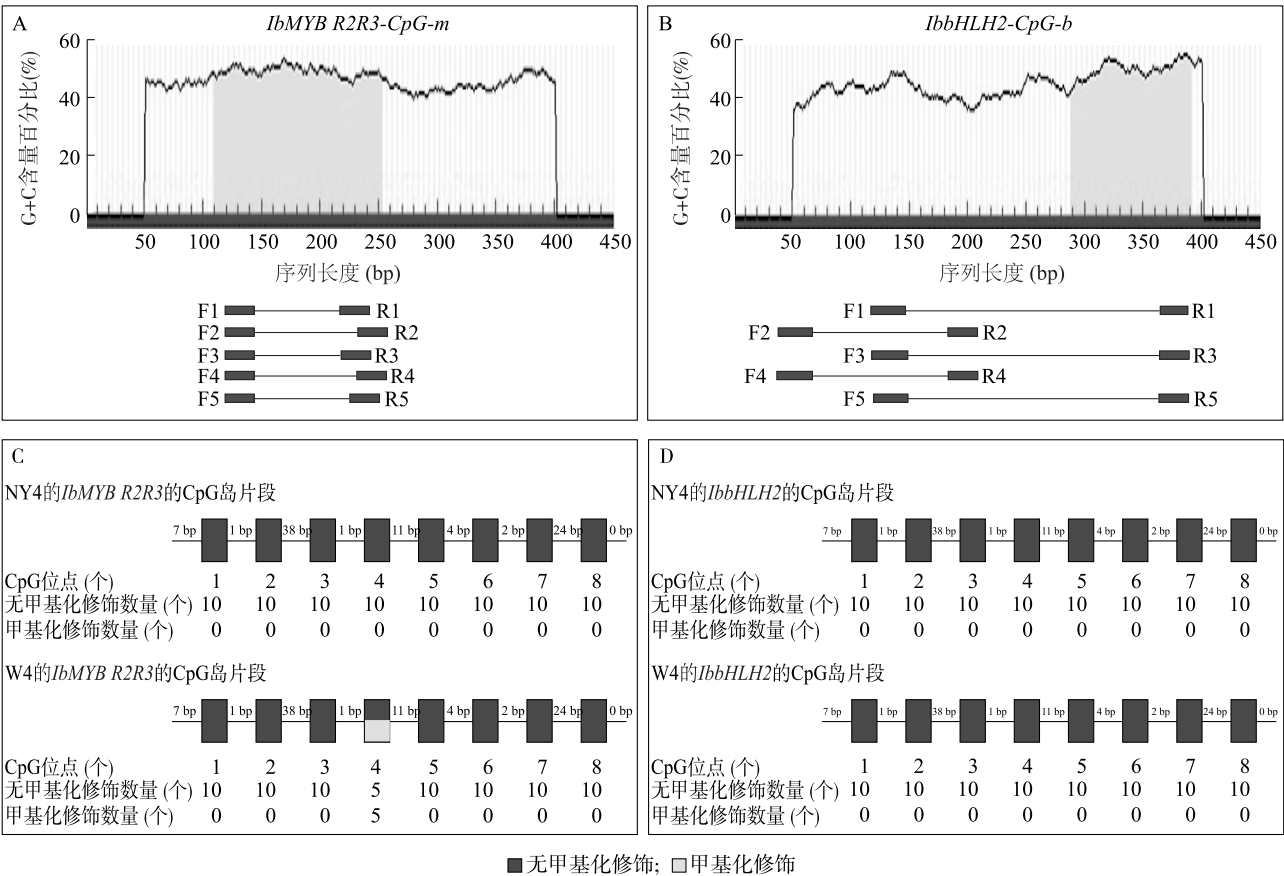 A
IbMYB R2R3-CpG-m
G+C含量百分比(%)
60
40
20
0
50 100 150 200 250 300 350 400 450
序列长度 (bp)
F1 R1
F2 R2
F3 R3
F4 R4
F5 R5
B
IbbHLH2-CpG-b
G+C含量百分比(%)
60
40
20
0
50 100 150 200 250 300 350 400 450
序列长度 (bp)
F1 R1
F2 R2
F3 R3
F4 R4
F5 R5
C
NY4的IbMYB R2R3的CpG岛片段
7 bp 1 bp 38 bp 1 bp 11 bp 4 bp 2 bp 24 bp 0 bp
CpG位点 (个) 1 2 3 4 5 6 7 8
无甲基化修饰数量 (个) 10 10 10 10 10 10 10 10
甲基化修饰数量 (个) 0 0 0 0 0 0 0 0
W4的IbMYB R2R3的CpG岛片段
7 bp 1 bp 38 bp 1 bp 11 bp 4 bp 2 bp 24 bp 0 bp
CpG位点 (个) 1 2 3 4 5 6 7 8
无甲基化修饰数量 (个) 10 10 10 5 10 10 10 10
甲基化修饰数量 (个) 0 0 0 5 0 0 0 0
D
NY4的IbbHLH2的CpG岛片段
7 bp 1 bp 38 bp 1 bp 11 bp 4 bp 2 bp 24 bp 0 bp
CpG位点 (个) 1 2 3 4 5 6 7 8
无甲基化修饰数量 (个) 10 10 10 10 10 10 10 10
甲基化修饰数量 (个) 0 0 0 0 0 0 0 0
W4的IbbHLH2的CpG岛片段
7 bp 1 bp 38 bp 1 bp 11 bp 4 bp 2 bp 24 bp 0 bp
CpG位点 (个) 1 2 3 4 5 6 7 8
无甲基化修饰数量 (个) 10 10 10 10 10 10 10 10
甲基化修饰数量 (个) 0 0 0 0 0 0 0 0
无甲基化修饰; 甲基化修饰